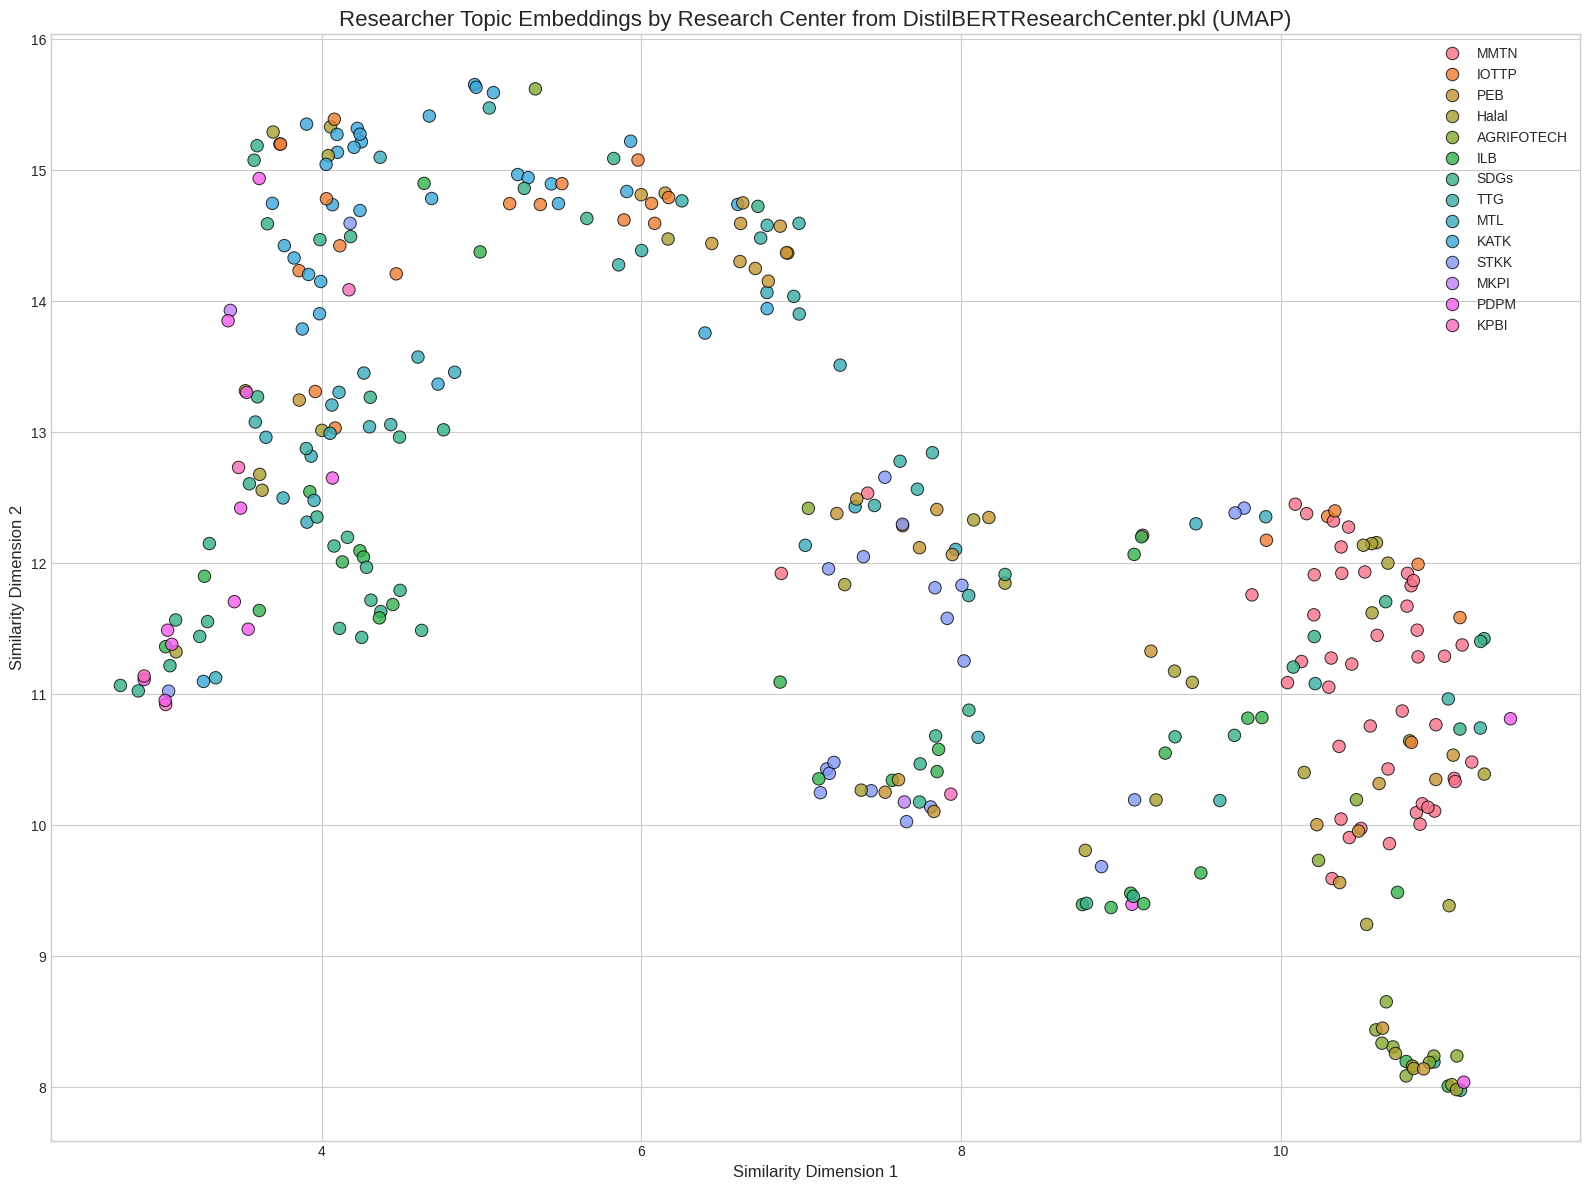 Researcher Topic Embeddings by Research Center from DistilBERTResearchCenter.pkl (UMAP)
MMTN
IOTTP
PEB
Halal
AGRIFOTECH
ILB
SDGs
TTG
MTL
KATK
STKK
MKPI
PDPM
KPBI
16
15
14
13
12
11
10
9
8
Similarity Dimension 2
4
6
8
10
Similarity Dimension 1